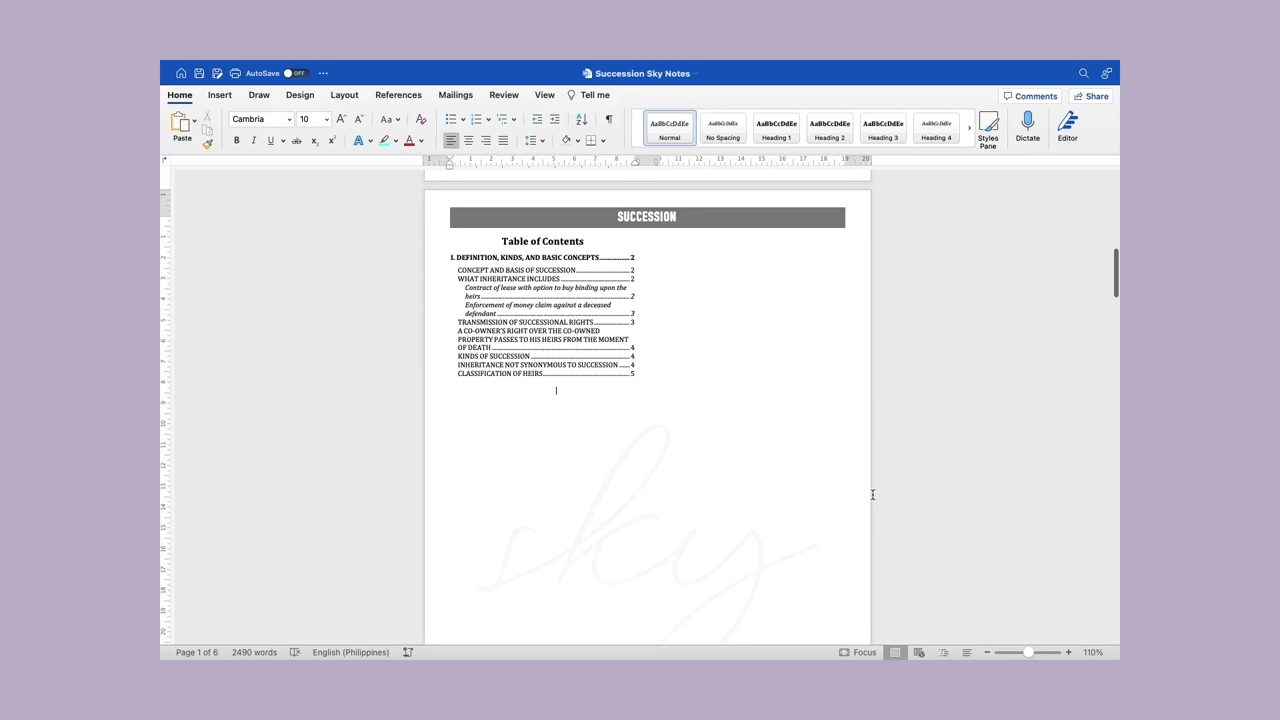 AutoSave OFF ...
Succession Sky Notes
Home Insert Draw Design Layout References Mailings Review View Tell me
Comments Share
Paste
Cambria 10
AaBbCcDdEe AaBbCcDdEe AaBbCcDdEe AaBbCcDdEe AaBbCcDdEe AaBbCcDdEe
Normal No Spacing Heading 1 Heading 2 Heading 3 Heading 4
Styles Pane
Dictate
Editor
SUCCESSION
Table of Contents
I. DEFINITION, KINDS, AND BASIC CONCEPTS................. 2
CONCEPT AND BASIS OF SUCCESSION................. 2
WHAT INHERITANCE INCLUDES................. 2
Contract of lease with option to buy binding upon the
heirs................. 2
Enforcement of money claim against a deceased
defendant................. 3
TRANSMISSION OF SUCCESSIONAL RIGHTS................. 3
A CO-OWNER'S RIGHT OVER THE CO-OWNED
PROPERTY PASSES TO HIS HEIRS FROM THE MOMENT
OF DEATH................. 4
KINDS OF SUCCESSION................. 4
INHERITANCE NOT SYNONYMOUS TO SUCCESSION...... 4
CLASSIFICATION OF HEIRS................. 5
sky
Page 1 of 6 2490 words English (Philippines) Focus 110%